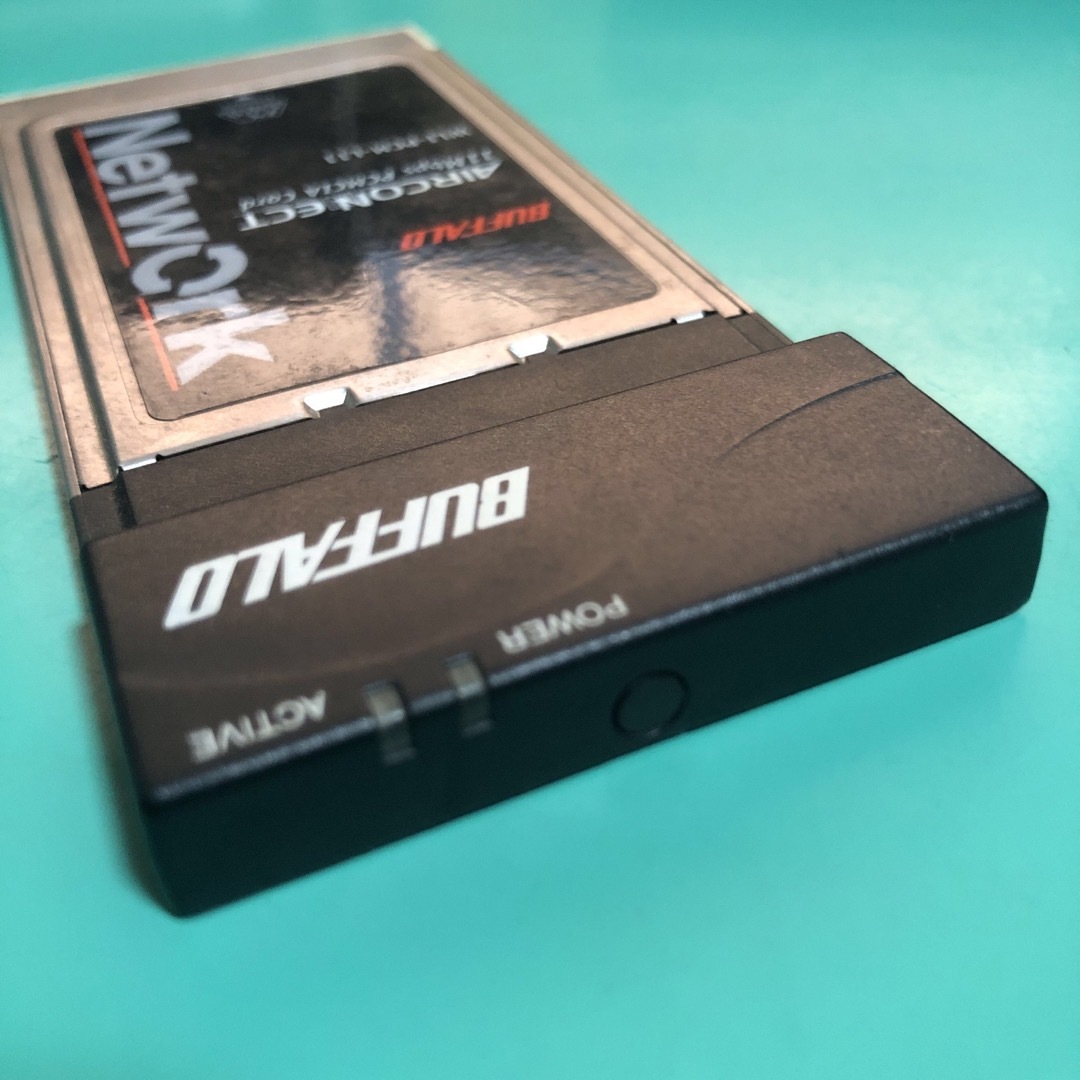 BUFFALO
AIRCONNECT
11Mbps PCMCIA Card
WLI-PCM-L11
Network
BUFFALO
POWER
ACTIVE